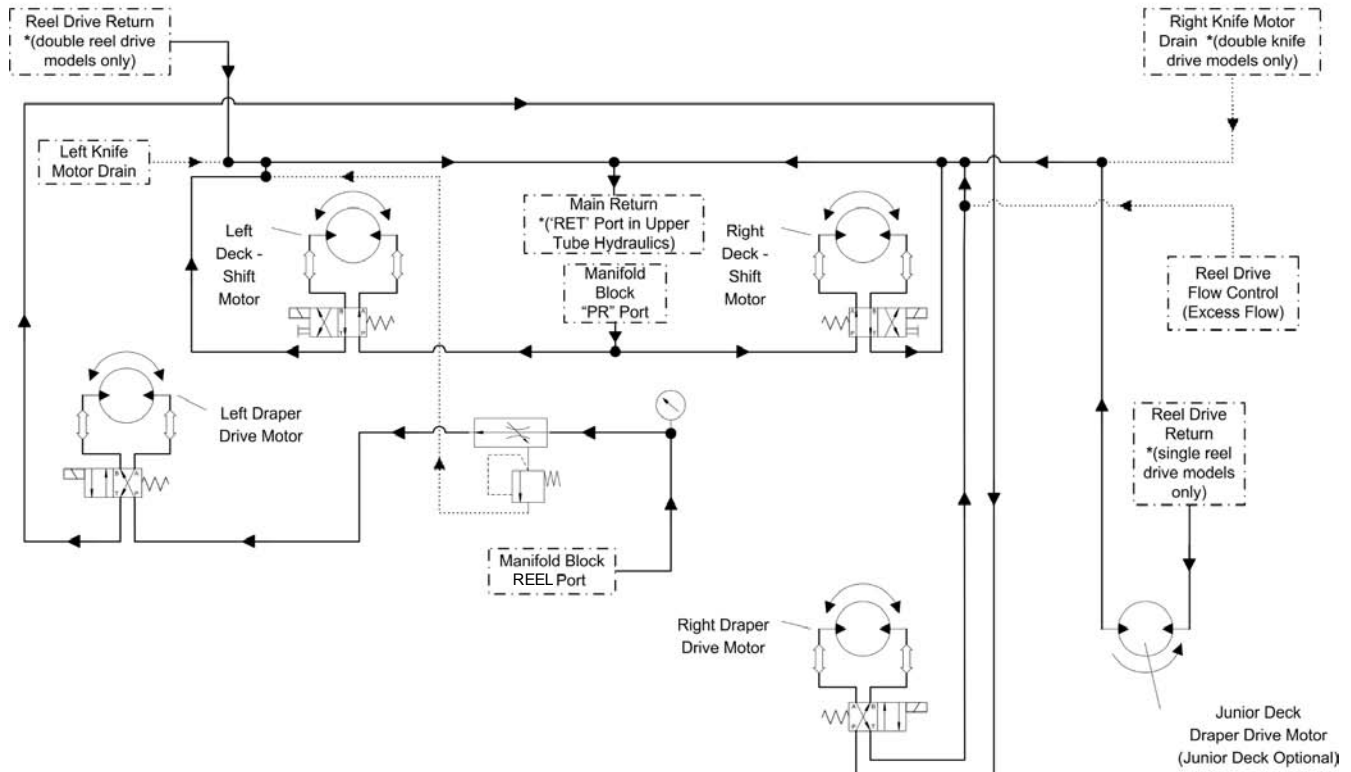 Reel Drive Return
*(double reel drive
models only)
Right Knife Motor
Drain *(double knife
drive models only)
Left Knife
Motor Drain
Left
Deck -
Shift
Motor
Main Return
*('RET' Port in Upper
Tube Hydraulics)
Manifold
Block
"PR" Port
Right
Deck -
Shift
Motor
Reel Drive
Flow Control
(Excess Flow)
B A
T P
A B
P T
Left Draper
Drive Motor
B A
T P
Reel Drive
Return
*(single reel
drive models
only)
Manifold Block
REEL Port
Right Draper
Drive Motor
A B
P T
Junior Deck
Draper Drive Motor
(Junior Deck Optional)